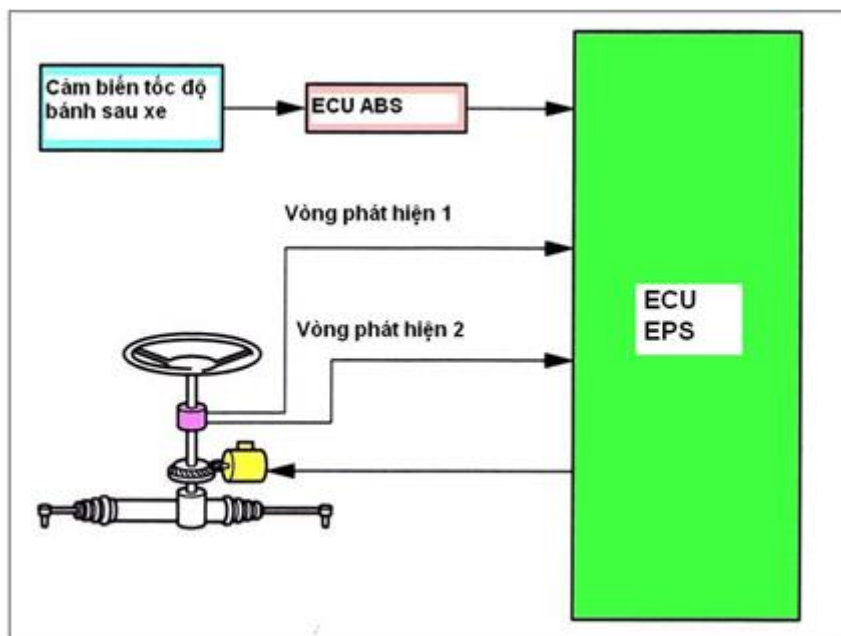 Cảm biến tốc độ
bánh sau xe
ECU ABS
Vòng phát hiện 1
Vòng phát hiện 2
ECU
EPS